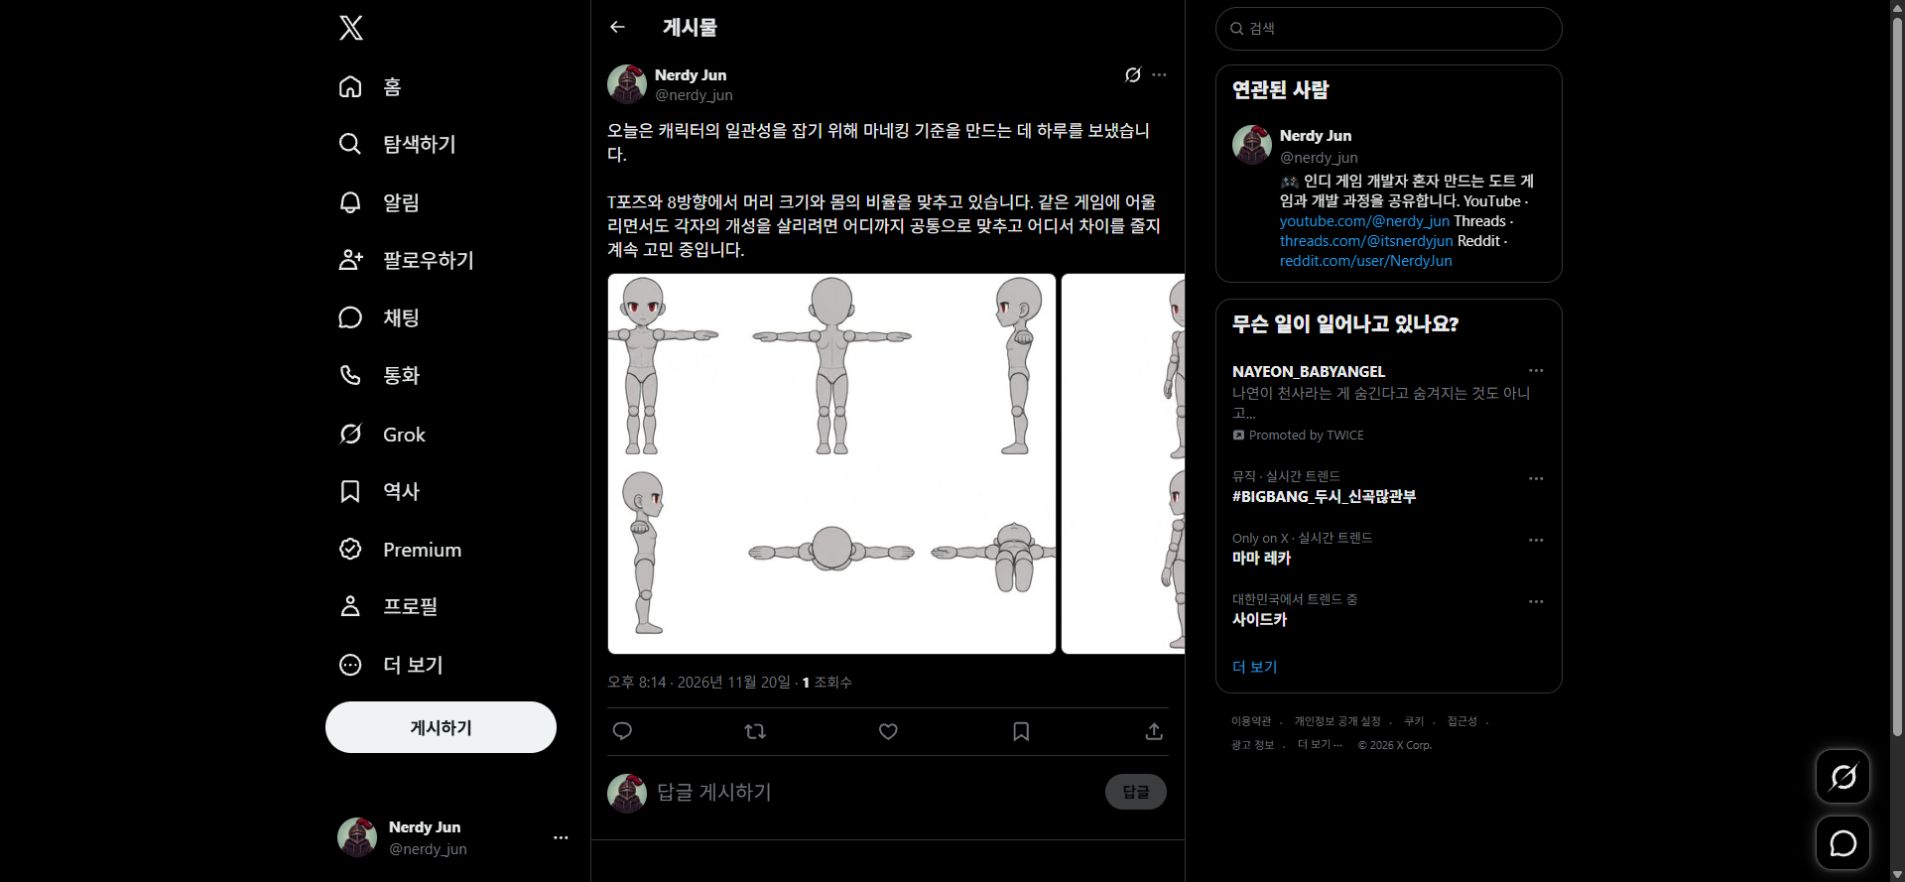 홈
탐색하기
알림
팔로우하기
채팅
통화
Grok
역사
Premium
프로필
더 보기
게시하기
Nerdy Jun
@nerdy_jun
게시물
Nerdy Jun
@nerdy_jun
오늘은 캐릭터의 일관성을 잡기 위해 마네킹 기준을 만드는 데 하루를 보냈습니
다.
T포즈와 8방향에서 머리 크기와 몸의 비율을 맞추고 있습니다. 같은 게임에 어울
리면서도 각자의 개성을 살리려면 어디까지 공통으로 맞추고 어디서 차이를 줄지
계속 고민 중입니다.
오후 8:14 · 2026년 11월 20일 · 1 조회수
답글 게시하기
답글
검색
연관된 사람
Nerdy Jun
@nerdy_jun
인디 게임 개발자 혼자 만드는 도트 게
임과 개발 과정을 공유합니다. YouTube ·
youtube.com/@nerdy_jun Threads ·
threads.com/@itsnerdyjun Reddit ·
reddit.com/user/NerdyJun
무슨 일이 일어나고 있나요?
NAYEON_BABYANGEL
나연이 천사라는 게 숨긴다고 숨겨지는 것도 아니
고...
Promoted by TWICE
뮤직 · 실시간 트렌드
#BIGBANG_두시_신곡많관부
Only on X · 실시간 트렌드
마마 레카
대한민국에서 트렌드 중
사이드카
더 보기
이용약관 · 개인정보 공개 설정 · 쿠키 · 접근성 ·
광고 정보 · 더 보기 ··· © 2026 X Corp.